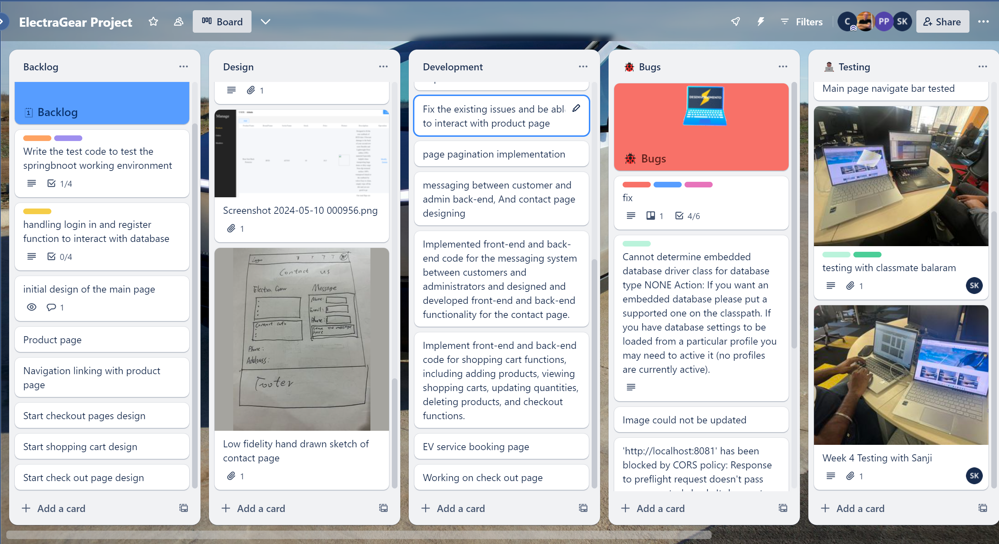 ElectraGear Project
Board
Filters
C
PP
SK
Share
Backlog
1 Backlog
Write the test code to test the
springbnoot working environment
1/4
handling login in and register
function to interact with database
0/4
initial design of the main page
1
Product page
Navigation linking with product
page
Start checkout pages design
Start shopping cart design
Start check out page design
Add a card
Design
1
Manage
USER: Admin
Screenshot 2024-05-10 000956.png
1
Logo
Contact us
Electra Gear
Message
Name:
Email:
Phone:
Contact info
Leave the message
here
Phone:
Address:
Footer
Low fidelity hand drawn sketch of
contact page
1
Add a card
Development
Fix the existing issues and be abl
to interact with product page
page pagination implementation
messaging between customer and
admin back-end, And contact page
designing
Implemented front-end and back-
end code for the messaging system
between customers and
administrators and designed and
developed front-end and back-end
functionality for the contact page.
Implement front-end and back-end
code for shopping cart functions,
including adding products, viewing
shopping carts, updating quantities,
deleting products, and checkout
functions.
EV service booking page
Working on check out page
Add a card
Bugs
DESENVOLVIMENTO
Bugs
fix
1 4/6
Cannot determine embedded
database driver class for database
type NONE Action: If you want an
embedded database please put a
supported one on the classpath. If
you have database settings to be
loaded from a particular profile you
may need to active it (no profiles
are currently active).
Image could not be updated
'http://localhost:8081' has been
blocked by CORS policy: Response
to preflight request doesn't pass
Add a card
Testing
Main page navigate bar tested
testing with classmate balaram
1
SK
Week 4 Testing with Sanji
1
SK
Add a card